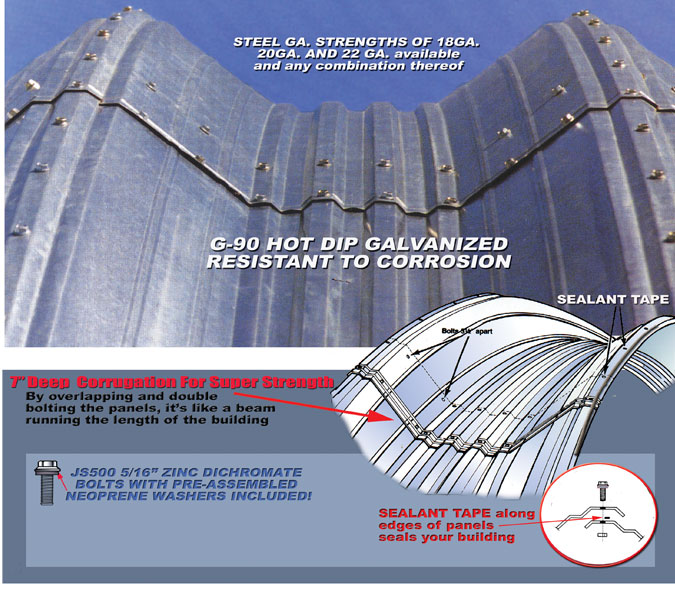 STEEL GA. STRENGTHS OF 18GA.
20GA. AND 22 GA. available
and any combination thereof
G-90 HOT DIP GALVANIZED
RESISTANT TO CORROSION
SEALANT TAPE
Bolts apart
7" Deep Corrugation For Super Strength
By overlapping and double
bolting the panels, it's like a beam
running the length of the building
JS500 5/16" ZINC DICHROMATE
BOLTS WITH PRE-ASSEMBLED
NEOPRENE WASHERS INCLUDED!
SEALANT TAPE along
edges of panels
seals your building